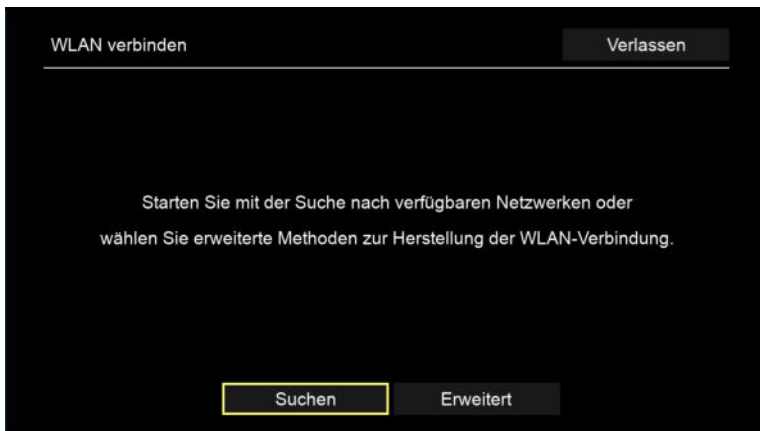 WLAN verbinden
Verlassen
Starten Sie mit der Suche nach verfügbaren Netzwerken oder
wählen Sie erweiterte Methoden zur Herstellung der WLAN-Verbindung.
Suchen
Erweitert